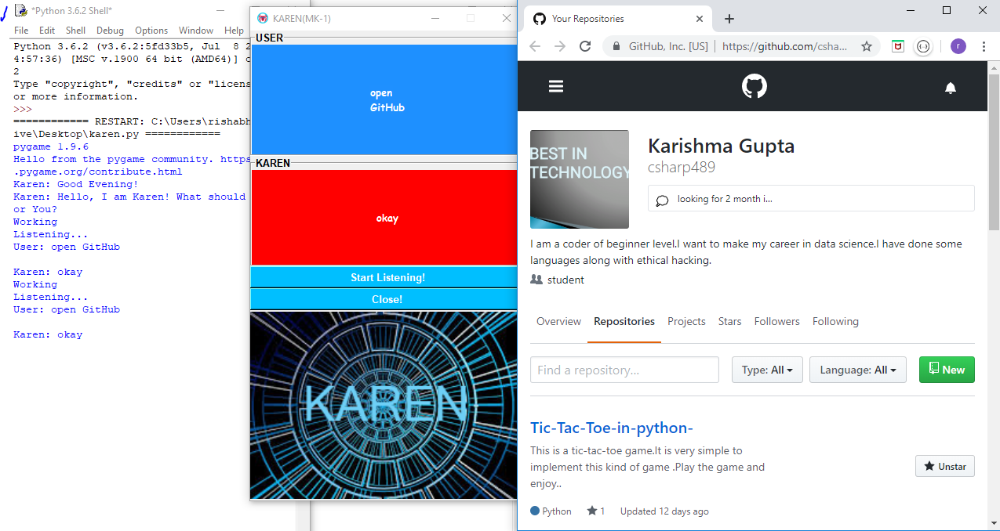 *Python 3.6.2 Shell*
File Edit Shell Debug Options Window Help
Python 3.6.2 (v3.6.2:5fd33b5, Jul 8 2
4:57:36) [MSC v.1900 64 bit (AMD64)] o
2
Type "copyright", "credits" or "licens
or more information.
>>>
============ RESTART: C:\Users\rishabh
ive\Desktop\karen.py ============
pygame 1.9.6
Hello from the pygame community. https
.pygame.org/contribute.html
Karen: Good Evening!
Karen: Hello, I am Karen! What should
or You?
Working
Listening...
User: open GitHub
Karen: okay
Working
Listening...
User: open GitHub
Karen: okay
KAREN(MK-1)
USER
open
GitHub
KAREN
okay
Start Listening!
Close!
KAREN
Your Repositories
GitHub, Inc. [US] | https://github.com/csha...
r
BEST IN
TECHNOLOGY
Karishma Gupta
csharp489
looking for 2 month i...
I am a coder of beginner level.I want to make my career in data science.I have done some
languages along with ethical hacking.
student
Overview Repositories Projects Stars Followers Following
Find a repository... Type: All Language: All New
Tic-Tac-Toe-in-python-
This is a tic-tac-toe game.It is very simple to
implement this kind of game .Play the game and
enjoy..
Unstar
Python 1 Updated 12 days ago